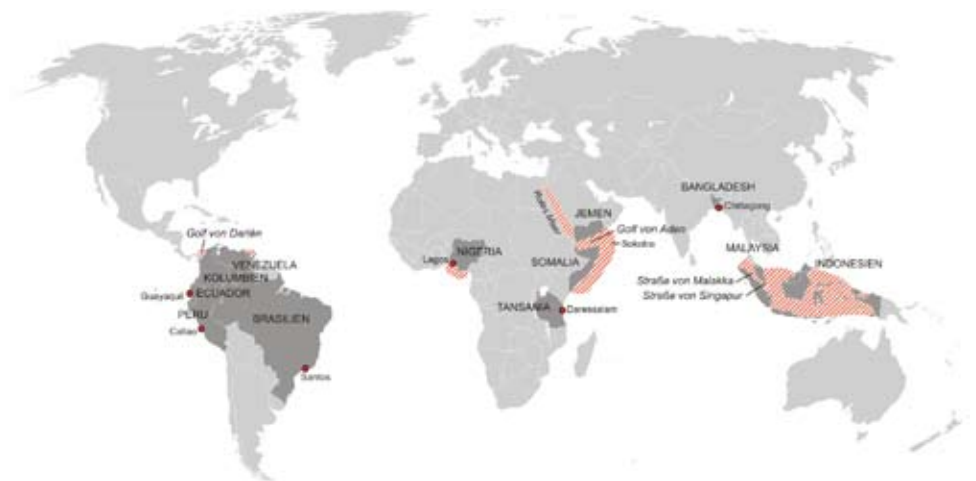 Golf von Darién
VENEZUELA
KOLUMBIEN
Guayaquil
ECUADOR
PERU
Callao
BRASILIEN
Santos
Lagos
NIGERIA
Rotes Meer
JEMEN
Golf von Aden
Sokotra
SOMALIA
TANSANIA
Daressalam
BANGLADESH
Chittagong
MALAYSIA
INDONESIEN
Straße von Malakka
Straße von Singapur